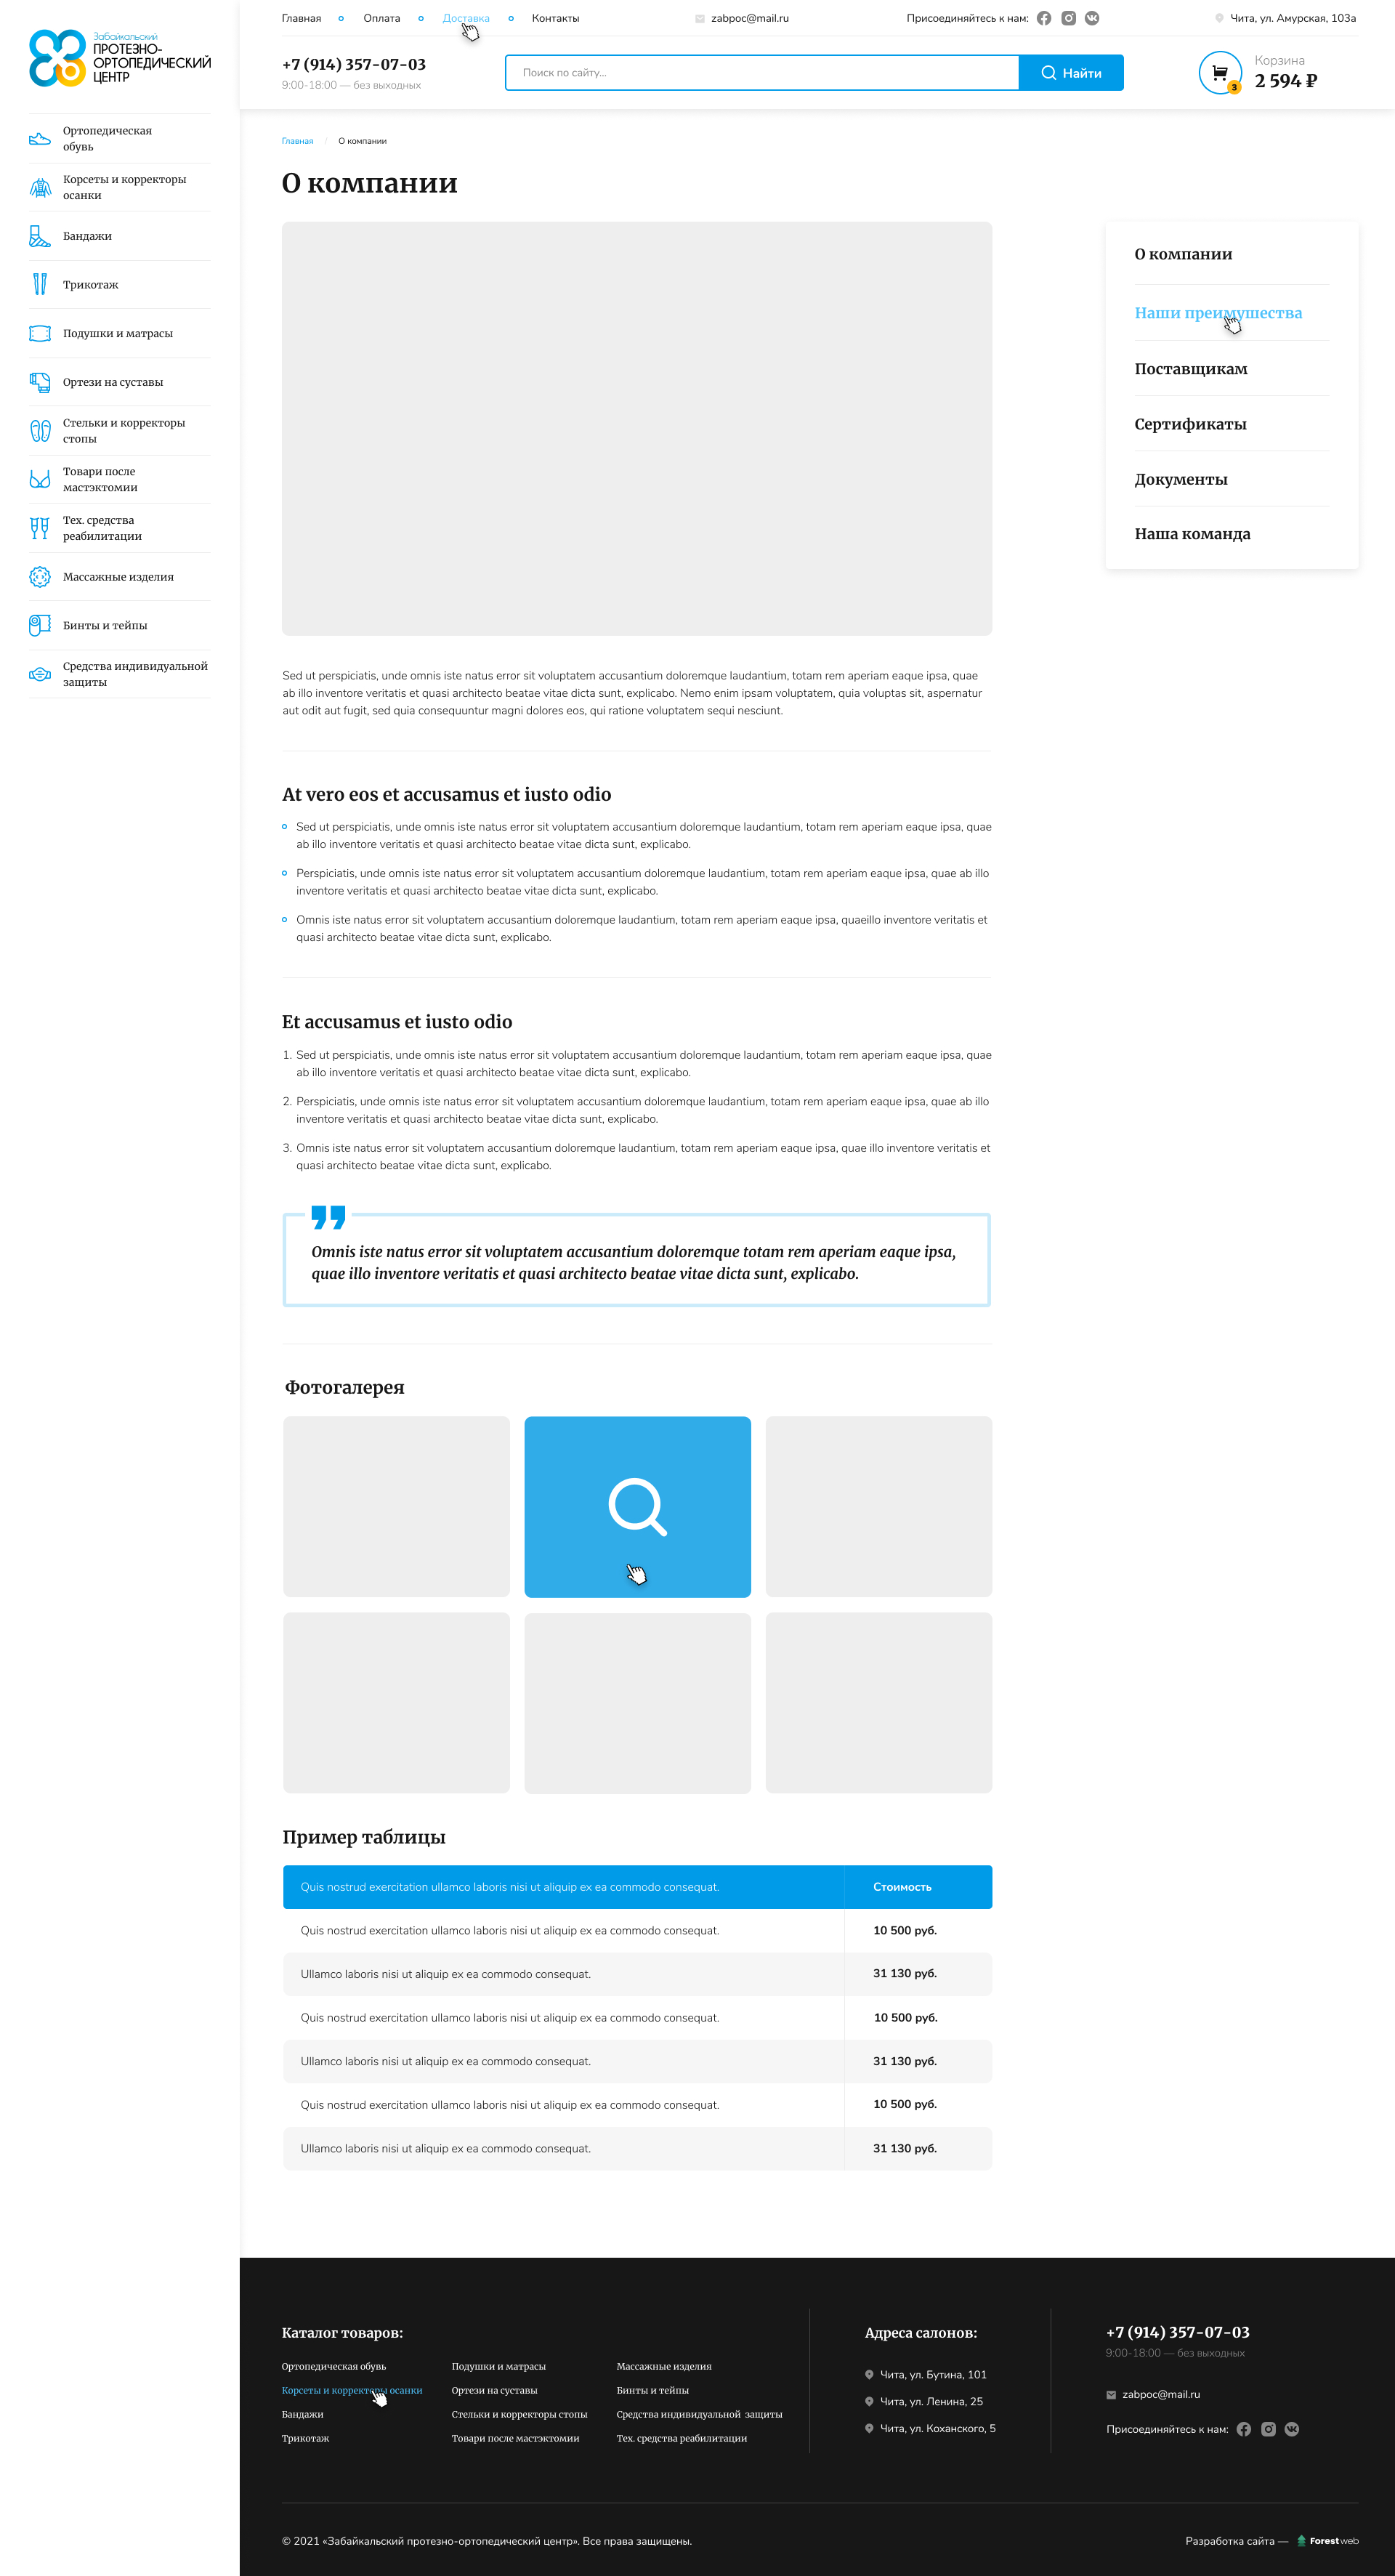 Забайкальский
ПРОТЕЗНО-
ОРТОПЕДИЧЕСКИЙ
ЦЕНТР
Ортопедическая
обувь
Корсеты и корректоры
осанки
Бандажи
Трикотаж
Подушки и матрасы
Ортези на суставы
Стельки и корректоры
стопы
Товари после
мастэктомии
Тех. средства
реабилитации
Массажные изделия
Бинты и тейпы
Средства индивидуальной
защиты
Главная Оплата Доставка Контакты zabpoc@mail.ru Присоединяйтесь к нам: Чита, ул. Амурская, 103а
+7 (914) 357-07-03
9:00-18:00 — без выходных
Поиск по сайту...
Найти
Корзина
3
2 594 ₽
Главная / О компании
О компании
О компании
Наши преимушества
Поставщикам
Сертификаты
Документы
Наша команда
Sed ut perspiciatis, unde omnis iste natus error sit voluptatem accusantium doloremque laudantium, totam rem aperiam eaque ipsa, quae
ab illo inventore veritatis et quasi architecto beatae vitae dicta sunt, explicabo. Nemo enim ipsam voluptatem, quia voluptas sit, aspernatur
aut odit aut fugit, sed quia consequuntur magni dolores eos, qui ratione voluptatem sequi nesciunt.
At vero eos et accusamus et iusto odio
Sed ut perspiciatis, unde omnis iste natus error sit voluptatem accusantium doloremque laudantium, totam rem aperiam eaque ipsa, quae
ab illo inventore veritatis et quasi architecto beatae vitae dicta sunt, explicabo.
Perspiciatis, unde omnis iste natus error sit voluptatem accusantium doloremque laudantium, totam rem aperiam eaque ipsa, quae ab illo
inventore veritatis et quasi architecto beatae vitae dicta sunt, explicabo.
Omnis iste natus error sit voluptatem accusantium doloremque laudantium, totam rem aperiam eaque ipsa, quaeillo inventore veritatis et
quasi architecto beatae vitae dicta sunt, explicabo.
Et accusamus et iusto odio
1. Sed ut perspiciatis, unde omnis iste natus error sit voluptatem accusantium doloremque laudantium, totam rem aperiam eaque ipsa, quae
ab illo inventore veritatis et quasi architecto beatae vitae dicta sunt, explicabo.
2. Perspiciatis, unde omnis iste natus error sit voluptatem accusantium doloremque laudantium, totam rem aperiam eaque ipsa, quae ab illo
inventore veritatis et quasi architecto beatae vitae dicta sunt, explicabo.
3. Omnis iste natus error sit voluptatem accusantium doloremque laudantium, totam rem aperiam eaque ipsa, quae illo inventore veritatis et
quasi architecto beatae vitae dicta sunt, explicabo.
Omnis iste natus error sit voluptatem accusantium doloremque totam rem aperiam eaque ipsa,
quae illo inventore veritatis et quasi architecto beatae vitae dicta sunt, explicabo.
Фотогалерея
Пример таблицы
Quis nostrud exercitation ullamco laboris nisi ut aliquip ex ea commodo consequat. Стоимость
Quis nostrud exercitation ullamco laboris nisi ut aliquip ex ea commodo consequat. 10 500 руб.
Ullamco laboris nisi ut aliquip ex ea commodo consequat. 31 130 руб.
Quis nostrud exercitation ullamco laboris nisi ut aliquip ex ea commodo consequat. 10 500 руб.
Ullamco laboris nisi ut aliquip ex ea commodo consequat. 31 130 руб.
Quis nostrud exercitation ullamco laboris nisi ut aliquip ex ea commodo consequat. 10 500 руб.
Ullamco laboris nisi ut aliquip ex ea commodo consequat. 31 130 руб.
Каталог товаров:
Ортопедическая обувь
Корсеты и корректоры осанки
Бандажи
Трикотаж
Подушки и матрасы
Ортези на суставы
Стельки и корректоры стопы
Товари после мастэктомии
Массажные изделия
Бинты и тейпы
Средства индивидуальной защиты
Тех. средства реабилитации
Адреса салонов:
Чита, ул. Бутина, 101
Чита, ул. Ленина, 25
Чита, ул. Коханского, 5
+7 (914) 357-07-03
9:00-18:00 — без выходных
zabpoc@mail.ru
Присоединяйтесь к нам:
© 2021 «Забайкальский протезно-ортопедический центр». Все права защищены.
Разработка сайта — Forestweb